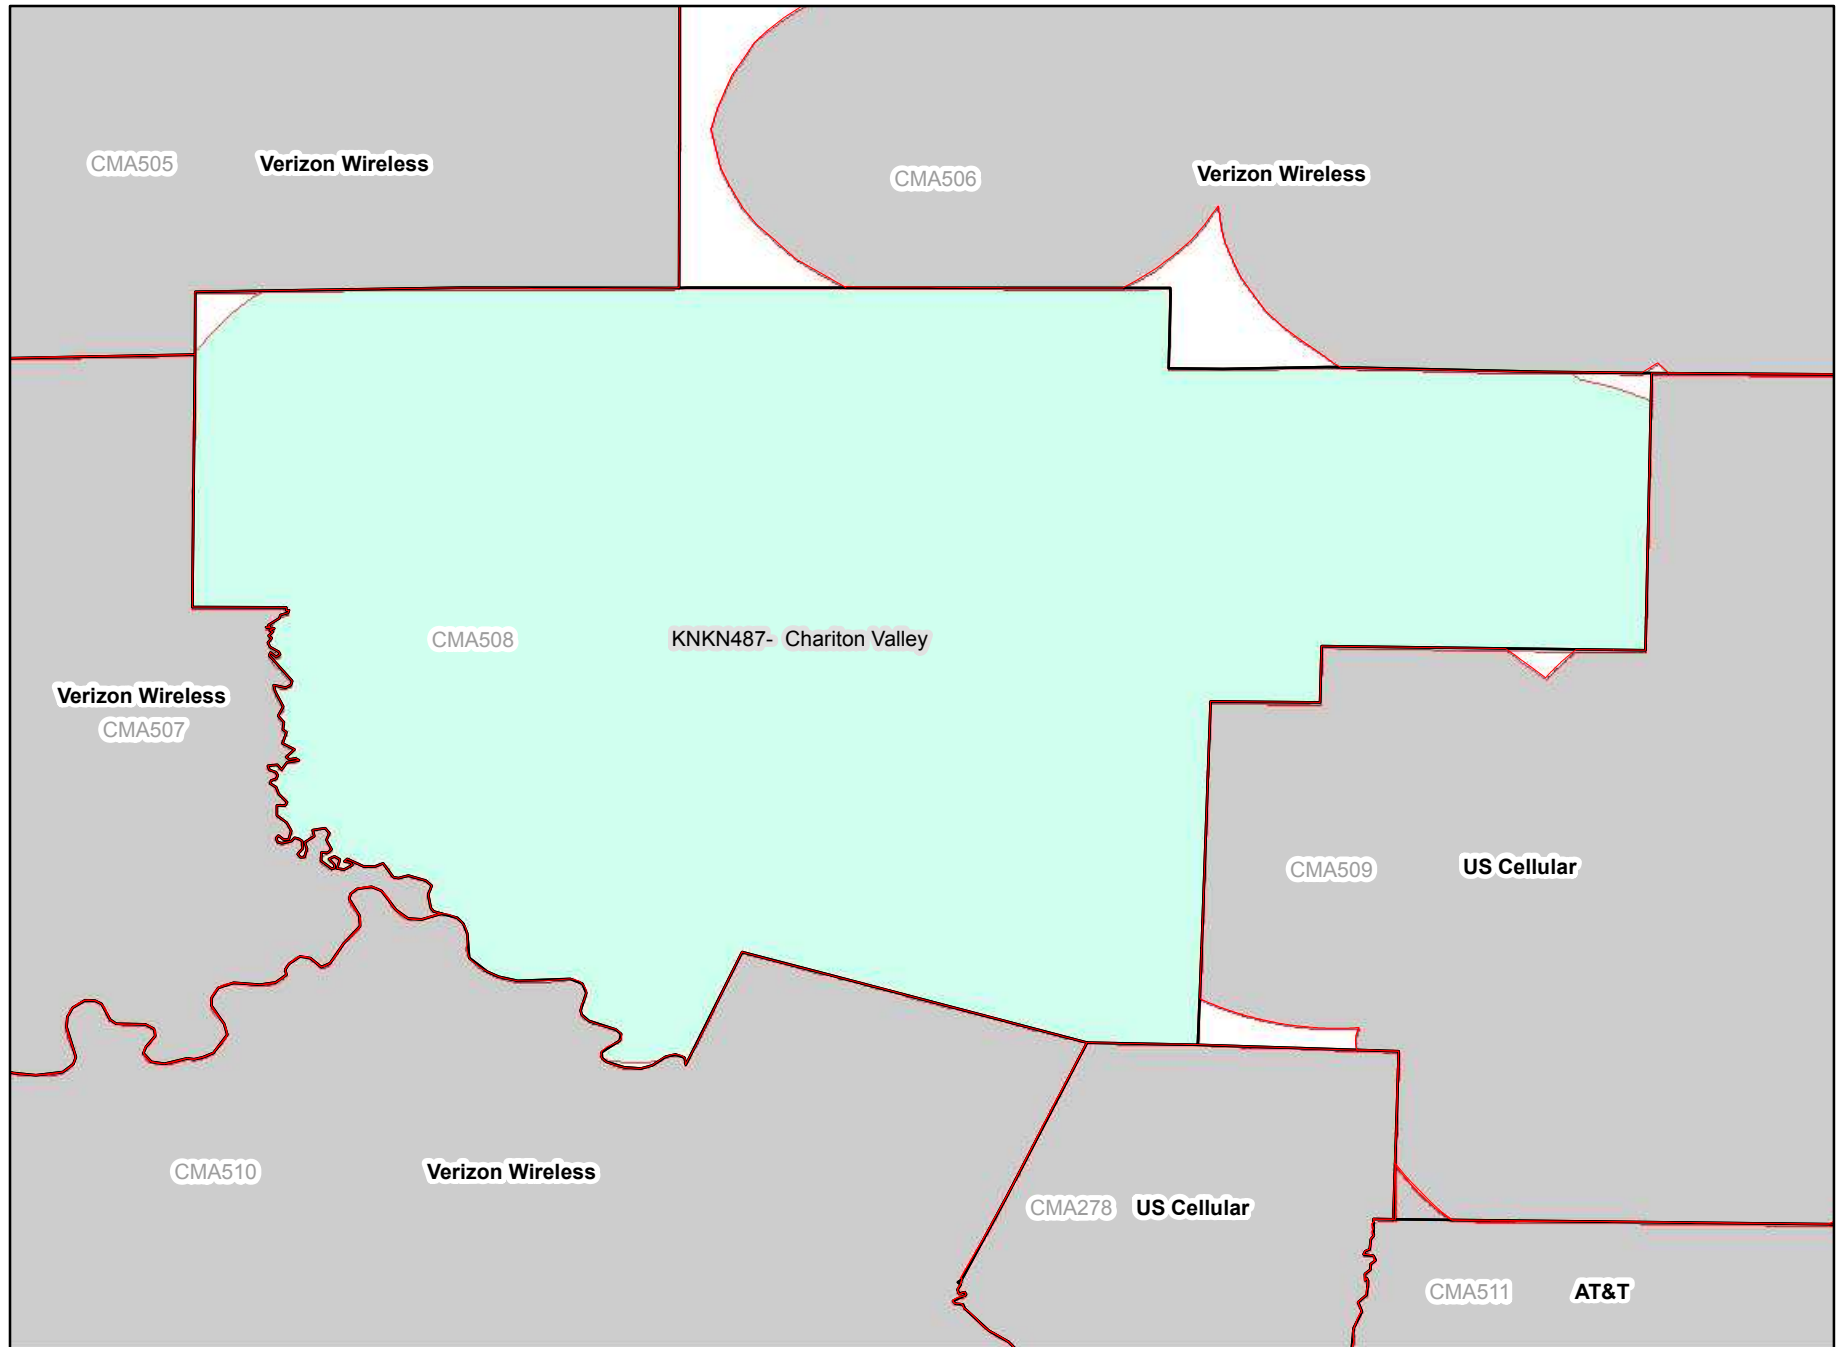 CMA505 Verizon Wireless
CMA506 Verizon Wireless
CMA508 KNKN487- Chariton Valley
Verizon Wireless
CMA507
CMA509 US Cellular
CMA510 Verizon Wireless
CMA278 US Cellular
CMA511 AT&T